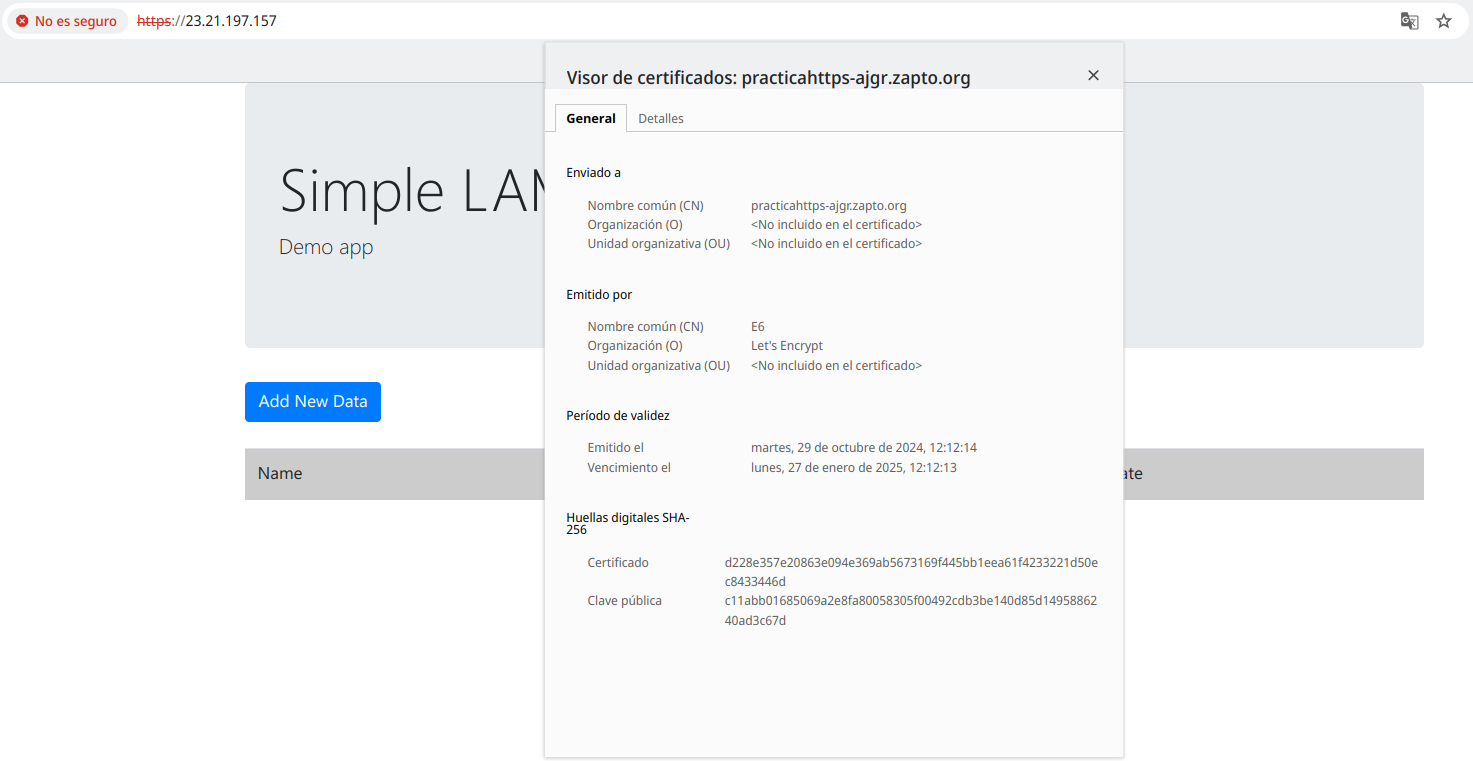 No es seguro https://23.21.197.157
Visor de certificados: practicahttps-ajgr.zapto.org
General Detalles
Simple LAM
Demo app
Enviado a
Nombre común (CN) practicahttps-ajgr.zapto.org
Organización (O) <No incluido en el certificado>
Unidad organizativa (OU) <No incluido en el certificado>
Emitido por
Nombre común (CN) E6
Organización (O) Let's Encrypt
Unidad organizativa (OU) <No incluido en el certificado>
Add New Data
Período de validez
Emitido el martes, 29 de octubre de 2024, 12:12:14
Vencimiento el lunes, 27 de enero de 2025, 12:12:13
Name
Huellas digitales SHA-
256
Certificado d228e357e20863e094e369ab5673169f445bb1eea61f4233221d50e
c8433446d
Clave pública c11abb01685069a2e8fa80058305f00492cdb3be140d85d14958862
40ad3c67d